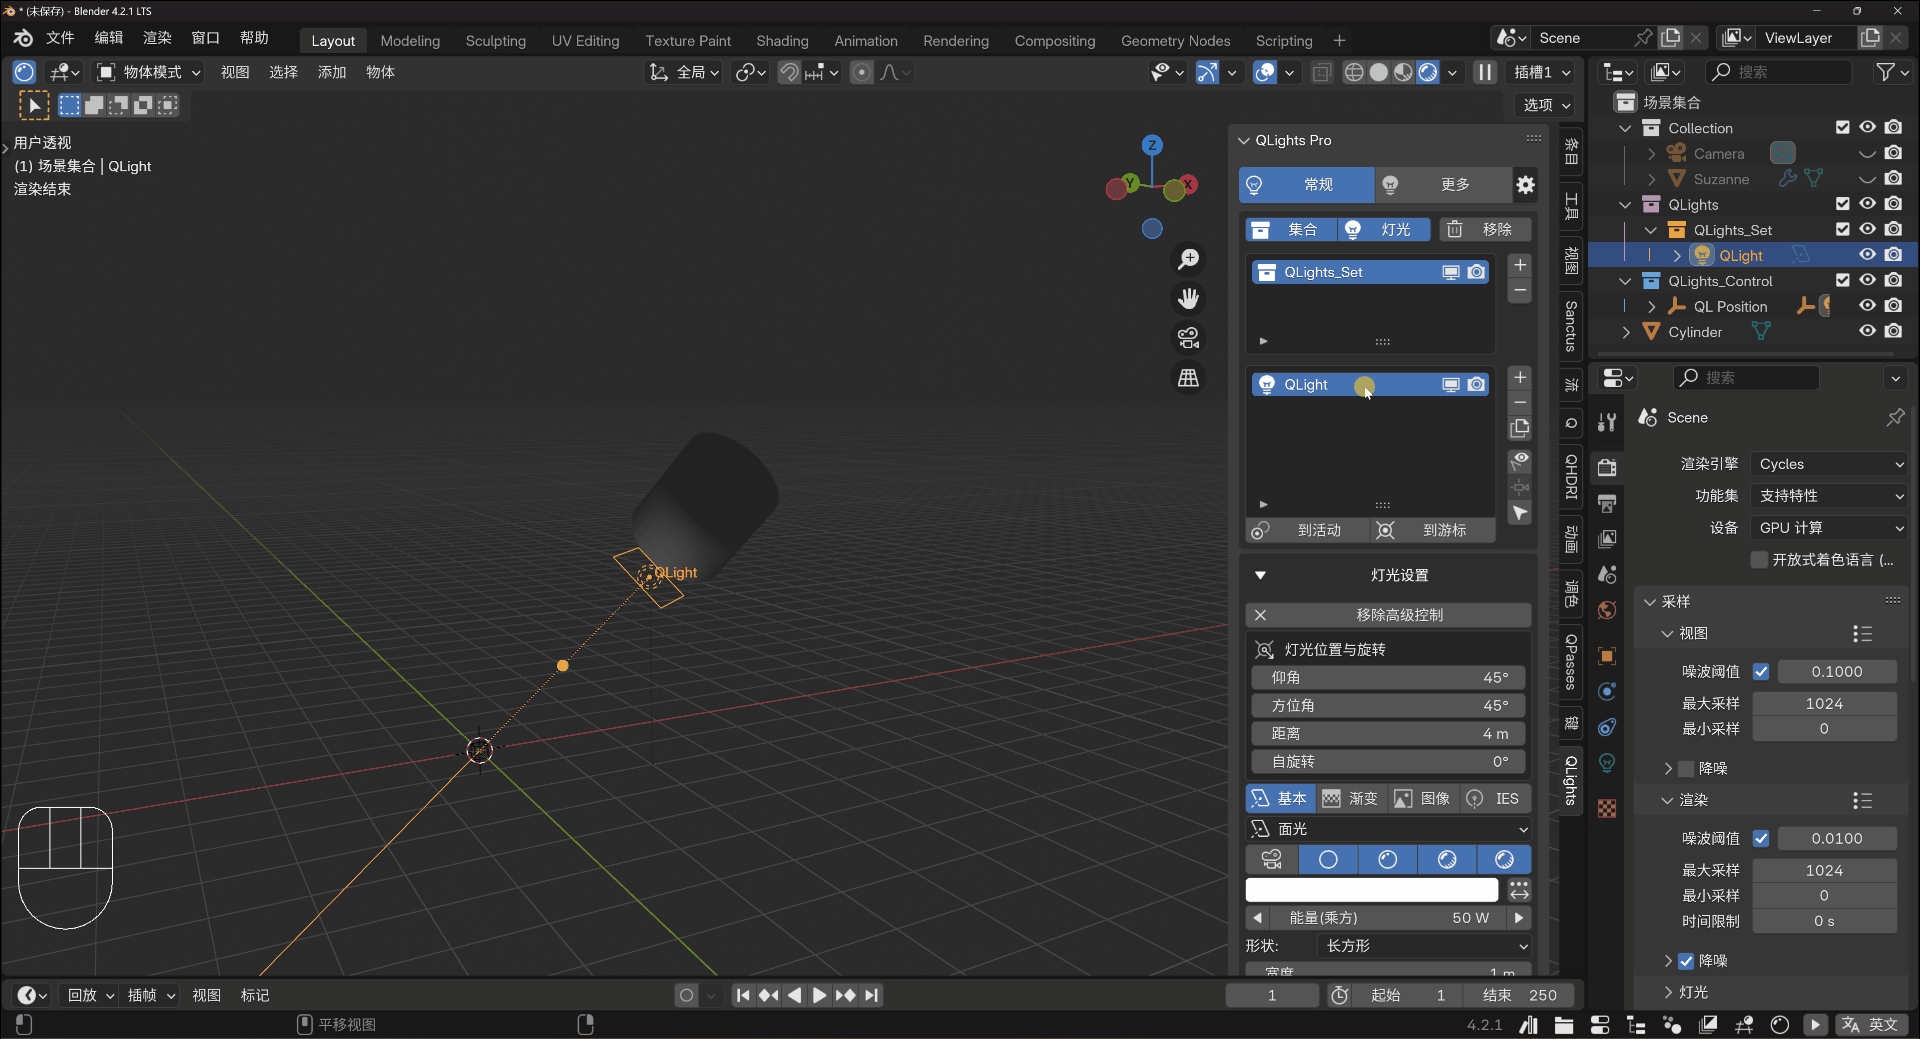 * (未保存) - Blender 4.2.1 LTS
文件 编辑 渲染 窗口 帮助 Layout Modeling Sculpting UV Editing Texture Paint Shading Animation Rendering Compositing Geometry Nodes Scripting + Scene ViewLayer
物体模式 视图 选择 添加 物体 全局 插槽1 搜索
选项
用户透视
(1) 场景集合 | QLight
渲染结束
Z
Y
X
QLight
QLights Pro
常规 更多
集合 灯光 移除
QLights_Set
QLight
到活动 到游标
灯光设置
移除高级控制
灯光位置与旋转
仰角 45°
方位角 45°
距离 4 m
自旋转 0°
基本 渐变 图像 IES
面光
能量(乘方) 50 W
形状: 长方形
宽度 1 m
条目
工具
视图
Sanctus
流
Q
QHDRI
动画
调色
QPasses
键
QLights
场景集合
Collection
Camera
Suzanne
QLights
QLights_Set
QLight
QLights_Control
QL Position
Cylinder
搜索
Scene
渲染引擎 Cycles
功能集 支持特性
设备 GPU 计算
开放式着色语言 (...
采样
视图
噪波阈值 0.1000
最大采样 1024
最小采样 0
降噪
渲染
噪波阈值 0.0100
最大采样 1024
最小采样 0
时间限制 0 s
降噪
灯光
回放 插帧 视图 标记 1 起始 1 结束 250
平移视图 4.2.1 英文